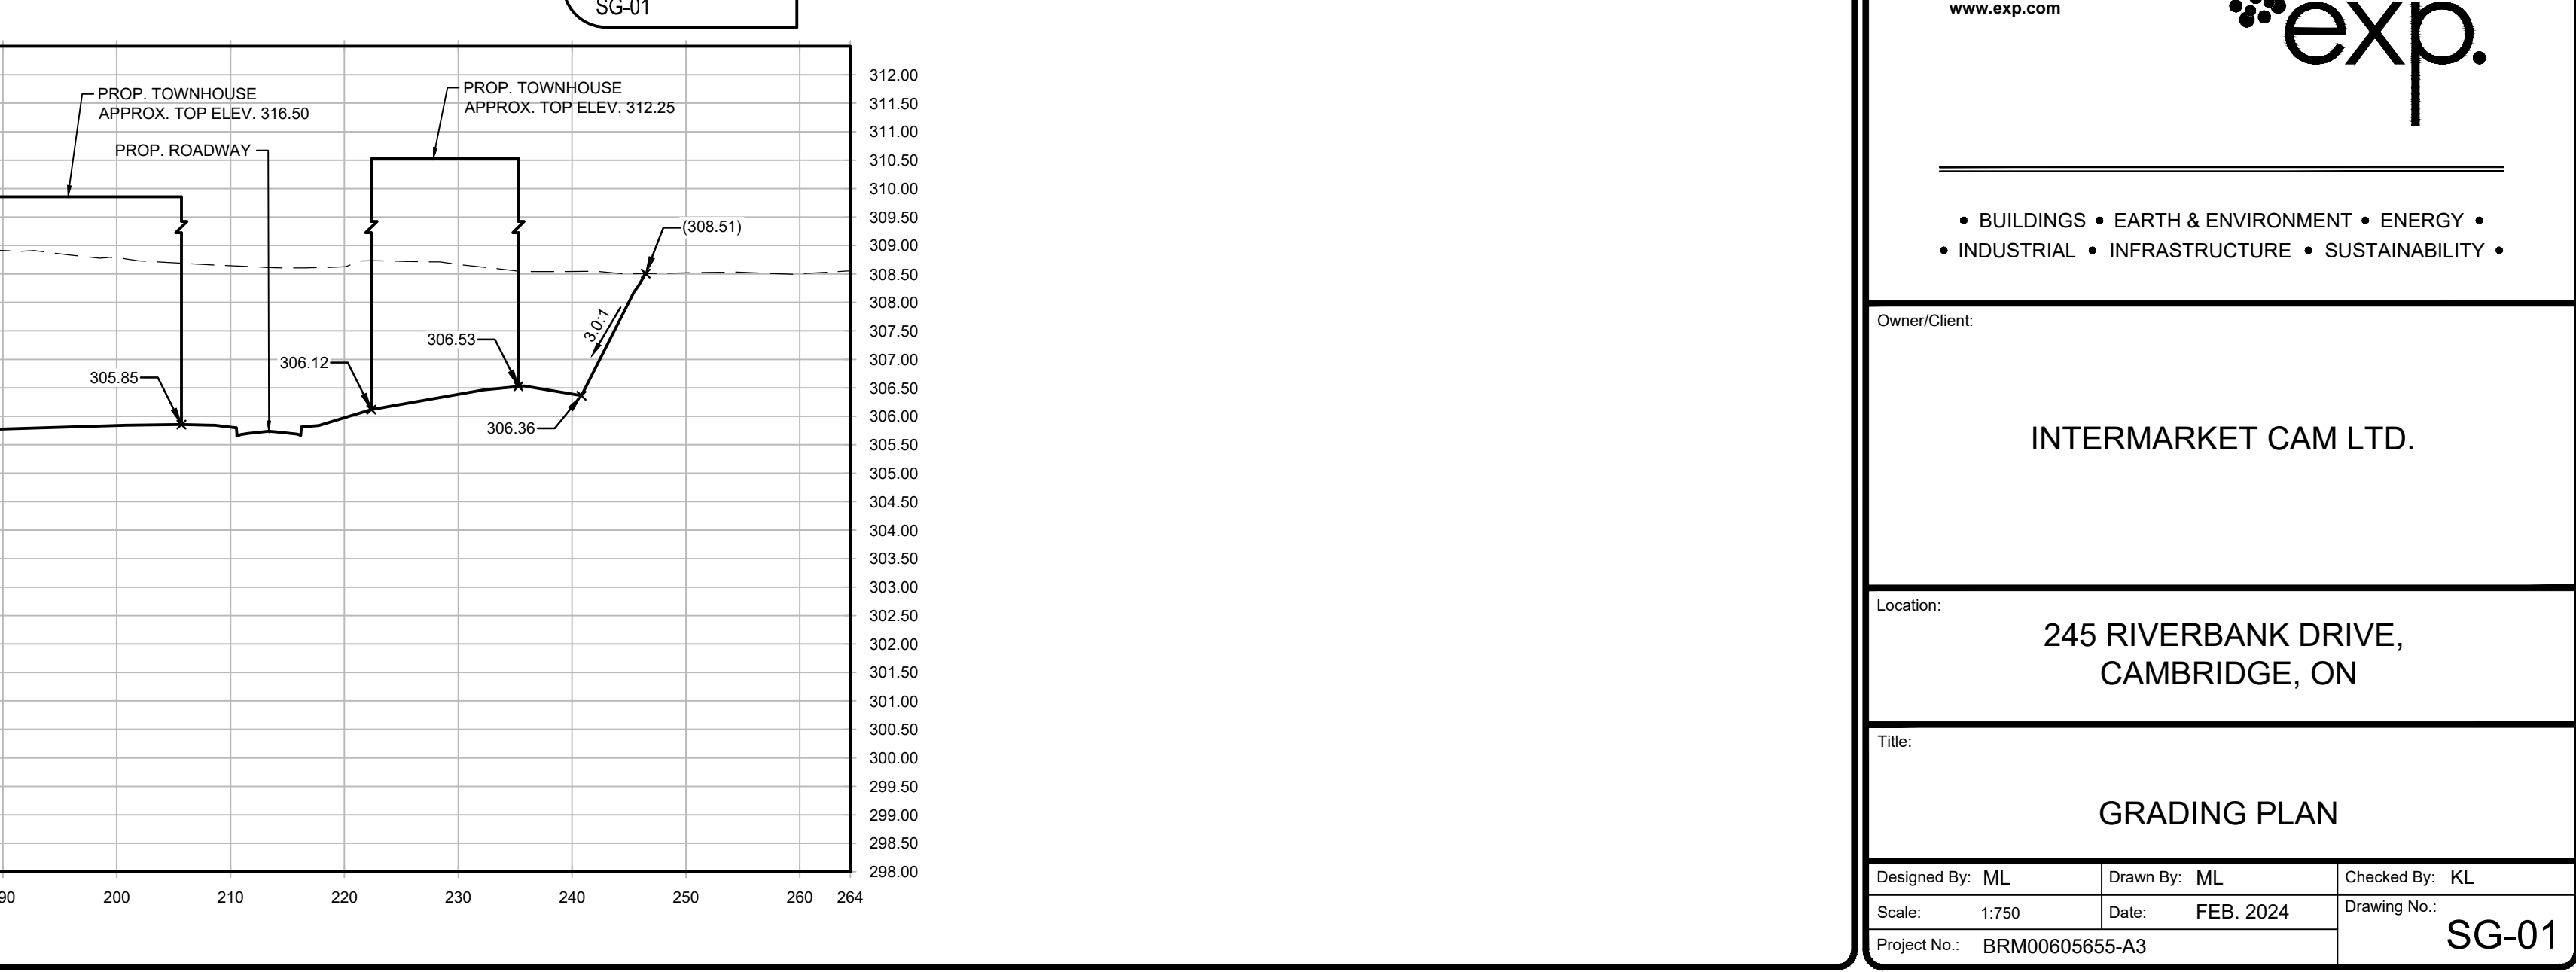 SG-01
PROP. TOWNHOUSE
APPROX. TOP ELEV. 316.50
PROP. ROADWAY
PROP. TOWNHOUSE
APPROX. TOP ELEV. 312.25
(308.51)
3.0:1
306.53
306.12
305.85
306.36
312.00
311.50
311.00
310.50
310.00
309.50
309.00
308.50
308.00
307.50
307.00
306.50
306.00
305.50
305.00
304.50
304.00
303.50
303.00
302.50
302.00
301.50
301.00
300.50
300.00
299.50
299.00
298.50
298.00
90 200 210 220 230 240 250 260 264
www.exp.com
exp.
• BUILDINGS • EARTH & ENVIRONMENT • ENERGY •
• INDUSTRIAL • INFRASTRUCTURE • SUSTAINABILITY •
Owner/Client:
INTERMARKET CAM LTD.
Location:
245 RIVERBANK DRIVE,
CAMBRIDGE, ON
Title:
GRADING PLAN
Designed By: ML Drawn By: ML Checked By: KL
Scale: 1:750 Date: FEB. 2024 Drawing No.:
SG-01
Project No.: BRM00605655-A3